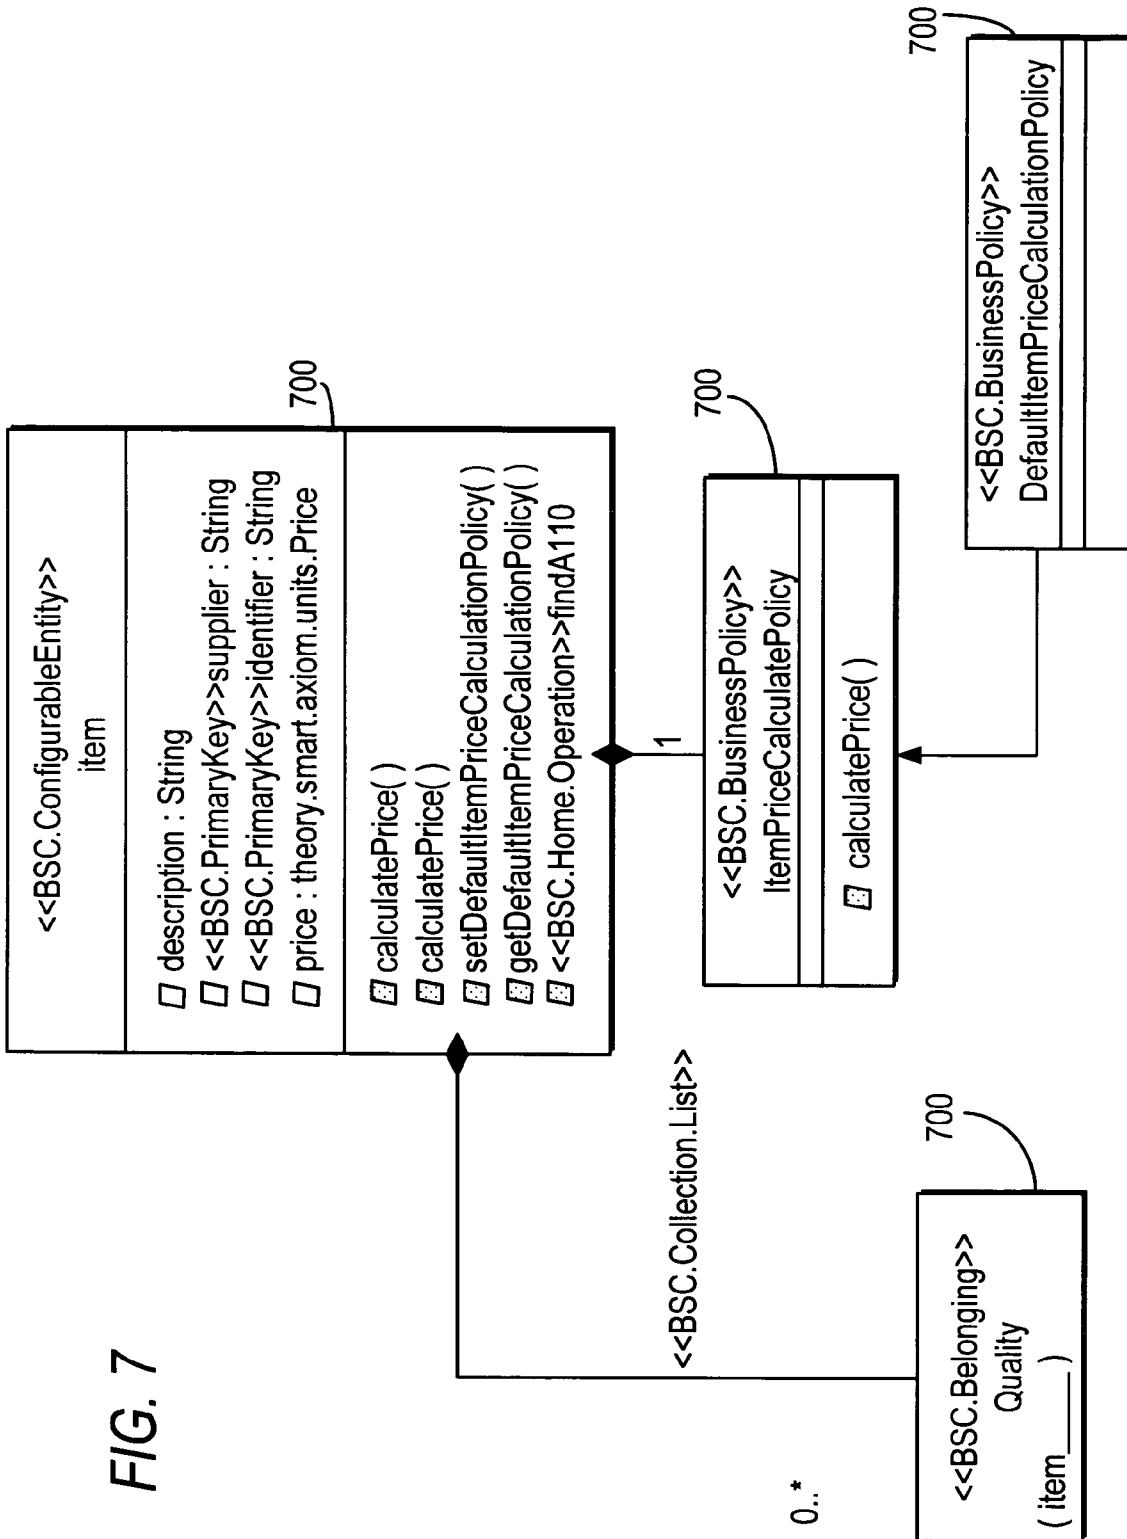 FIG. 7
<<BSC.ConfigurableEntity>>
item
description : String
<<BSC.PrimaryKey>>supplier : String
<<BSC.PrimaryKey>>identifier : String
price : theory.smart.axiom.units.Price
700
calculatePrice( )
calculatePrice( )
setDefaultItemPriceCalculationPolicy( )
getDefaultItemPriceCalculationPolicy( )
<<BSC.Home.Operation>>findA110
1
<<BSC.Collection.List>>
0..*
700
<<BSC.BusinessPolicy>>
ItemPriceCalculatePolicy
calculatePrice( )
700
<<BSC.Belonging>>
Quality
( item_____ )
700
<<BSC.BusinessPolicy>>
DefaultItemPriceCalculationPolicy